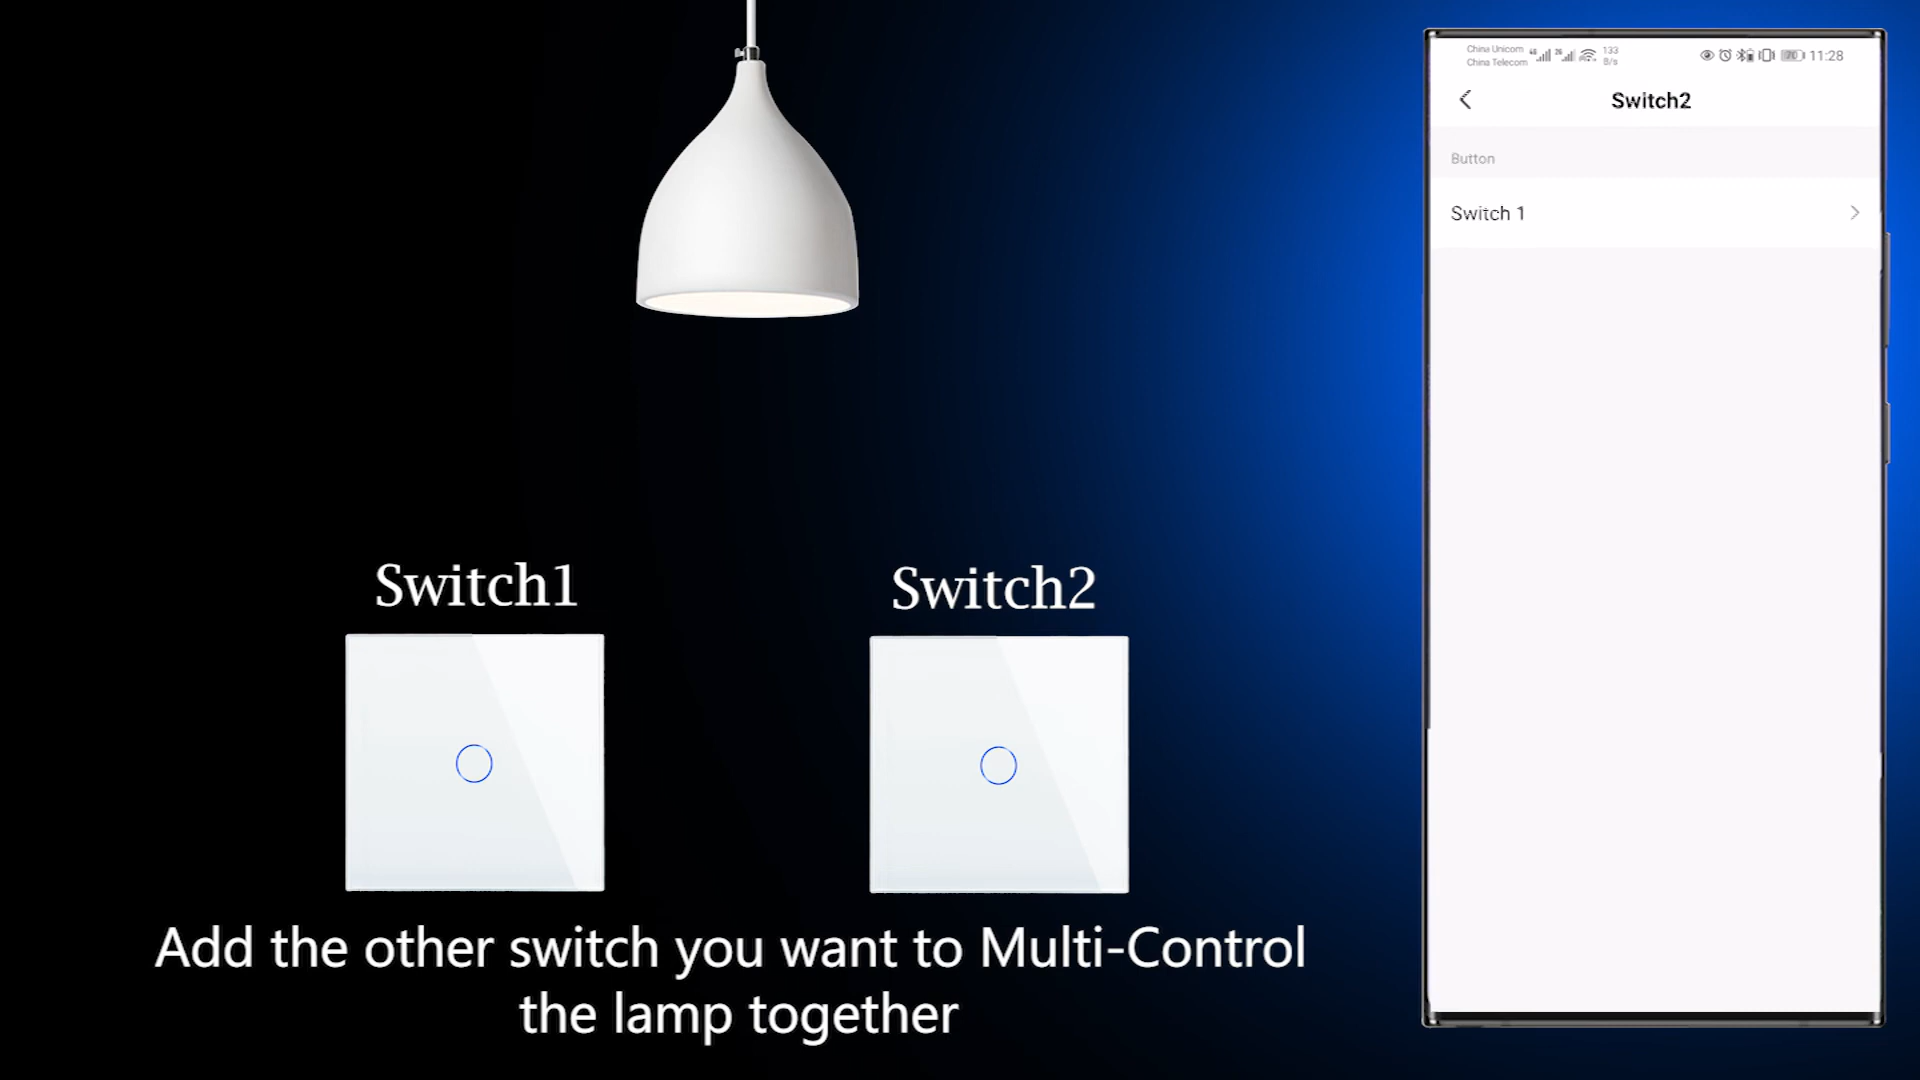 China Unicom
China Telecom
133
B/s
11:28
Switch2
Button
Switch 1
Switch1
Switch2
Add the other switch you want to Multi-Control
the lamp together